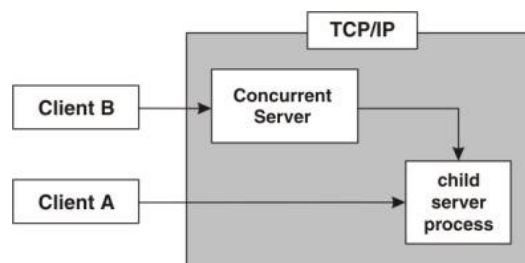 TCP/IP
Client B
Concurrent
Server
Client A
child
server
process